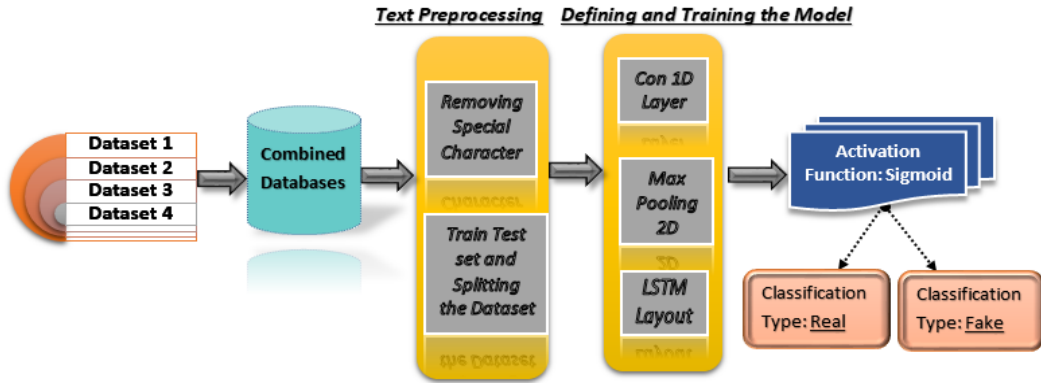 Text Preprocessing
Defining and Training the Model
Dataset 1
Dataset 2
Dataset 3
Dataset 4
Combined
Databases
Removing
Special
Character
Train Test
set and
Splitting
the Dataset
Con 1D
Layer
Max
Pooling
2D
LSTM
Layout
Activation
Function: Sigmoid
Classification
Type: Real
Classification
Type: Fake